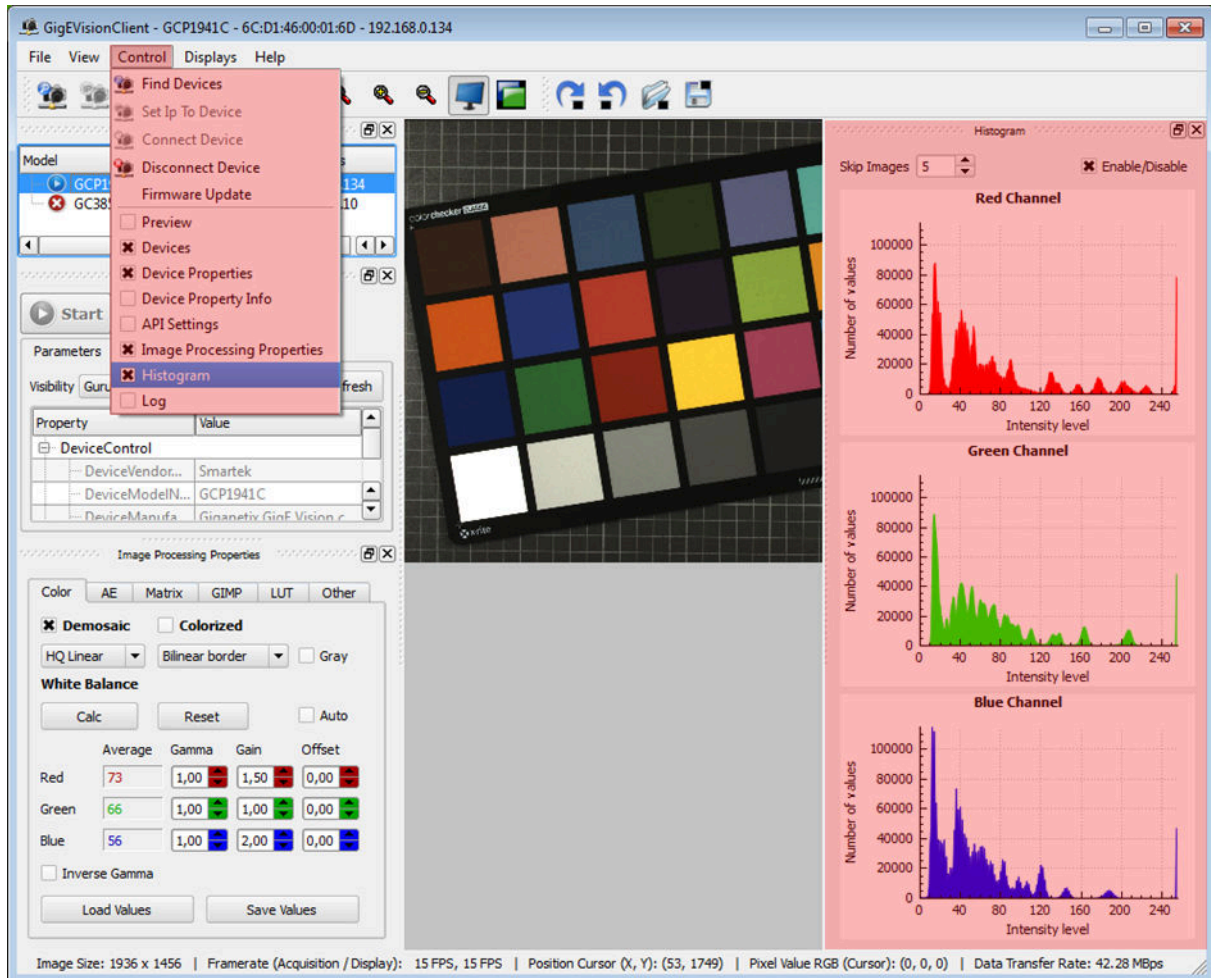 GigEVisionClient - GCP1941C - 6C:D1:46:00:01:6D - 192.168.0.134
File View Control Displays Help
Find Devices
Set Ip To Device
Connect Device
Disconnect Device
Firmware Update
Preview
Devices
Device Properties
Device Property Info
API Settings
Image Processing Properties
Histogram
Log
Model
Start
Parameters
Visibility Guru
Property Value
DeviceControl
DeviceVendor... Smartek
DeviceModelN... GCP1941C
DeviceManufa... Giganetix GigE Vision c
Image Processing Properties
Color AE Matrix GIMP LUT Other
Demosaic Colorized
HQ Linear Bilinear border Gray
White Balance
Calc Reset Auto
Average Gamma Gain Offset
Red 73 1,00 1,50 0,00
Green 66 1,00 1,00 0,00
Blue 56 1,00 2,00 0,00
Inverse Gamma
Load Values Save Values
colorchecker CLASSIC
x-rite
Histogram
Skip Images 5 Enable/Disable
Red Channel
Number of values
100000
80000
60000
40000
20000
0
0 40 80 120 160 200 240
Intensity level
Green Channel
Number of values
100000
80000
60000
40000
20000
0
0 40 80 120 160 200 240
Intensity level
Blue Channel
Number of values
100000
80000
60000
40000
20000
0
0 40 80 120 160 200 240
Intensity level
Image Size: 1936 x 1456 | Framerate (Acquisition / Display): 15 FPS, 15 FPS | Position Cursor (X, Y): (53, 1749) | Pixel Value RGB (Cursor): (0, 0, 0) | Data Transfer Rate: 42.28 MBps